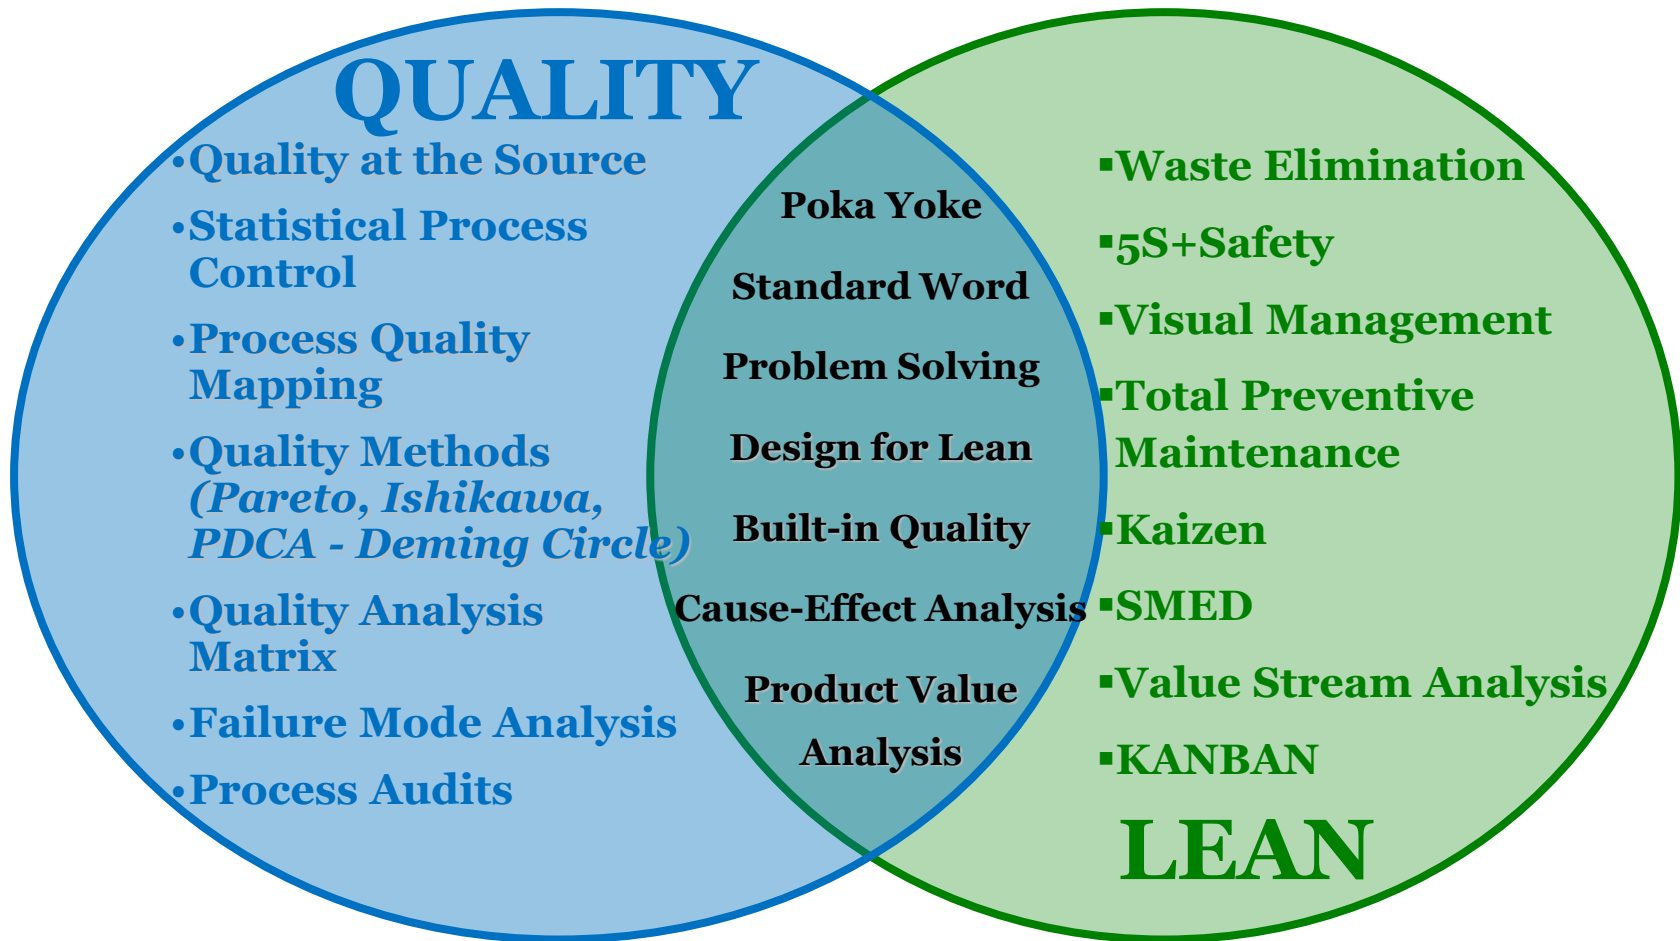 QUALITY
•Quality at the Source
•Statistical Process
Control
•Process Quality
Mapping
•Quality Methods
(Pareto, Ishikawa,
PDCA - Deming Circle)
•Quality Analysis
Matrix
•Failure Mode Analysis
•Process Audits
Poka Yoke
Standard Word
Problem Solving
Design for Lean
Built-in Quality
Cause-Effect Analysis
Product Value
Analysis
▪Waste Elimination
▪5S+Safety
▪Visual Management
▪Total Preventive
Maintenance
▪Kaizen
▪SMED
▪Value Stream Analysis
▪KANBAN
LEAN